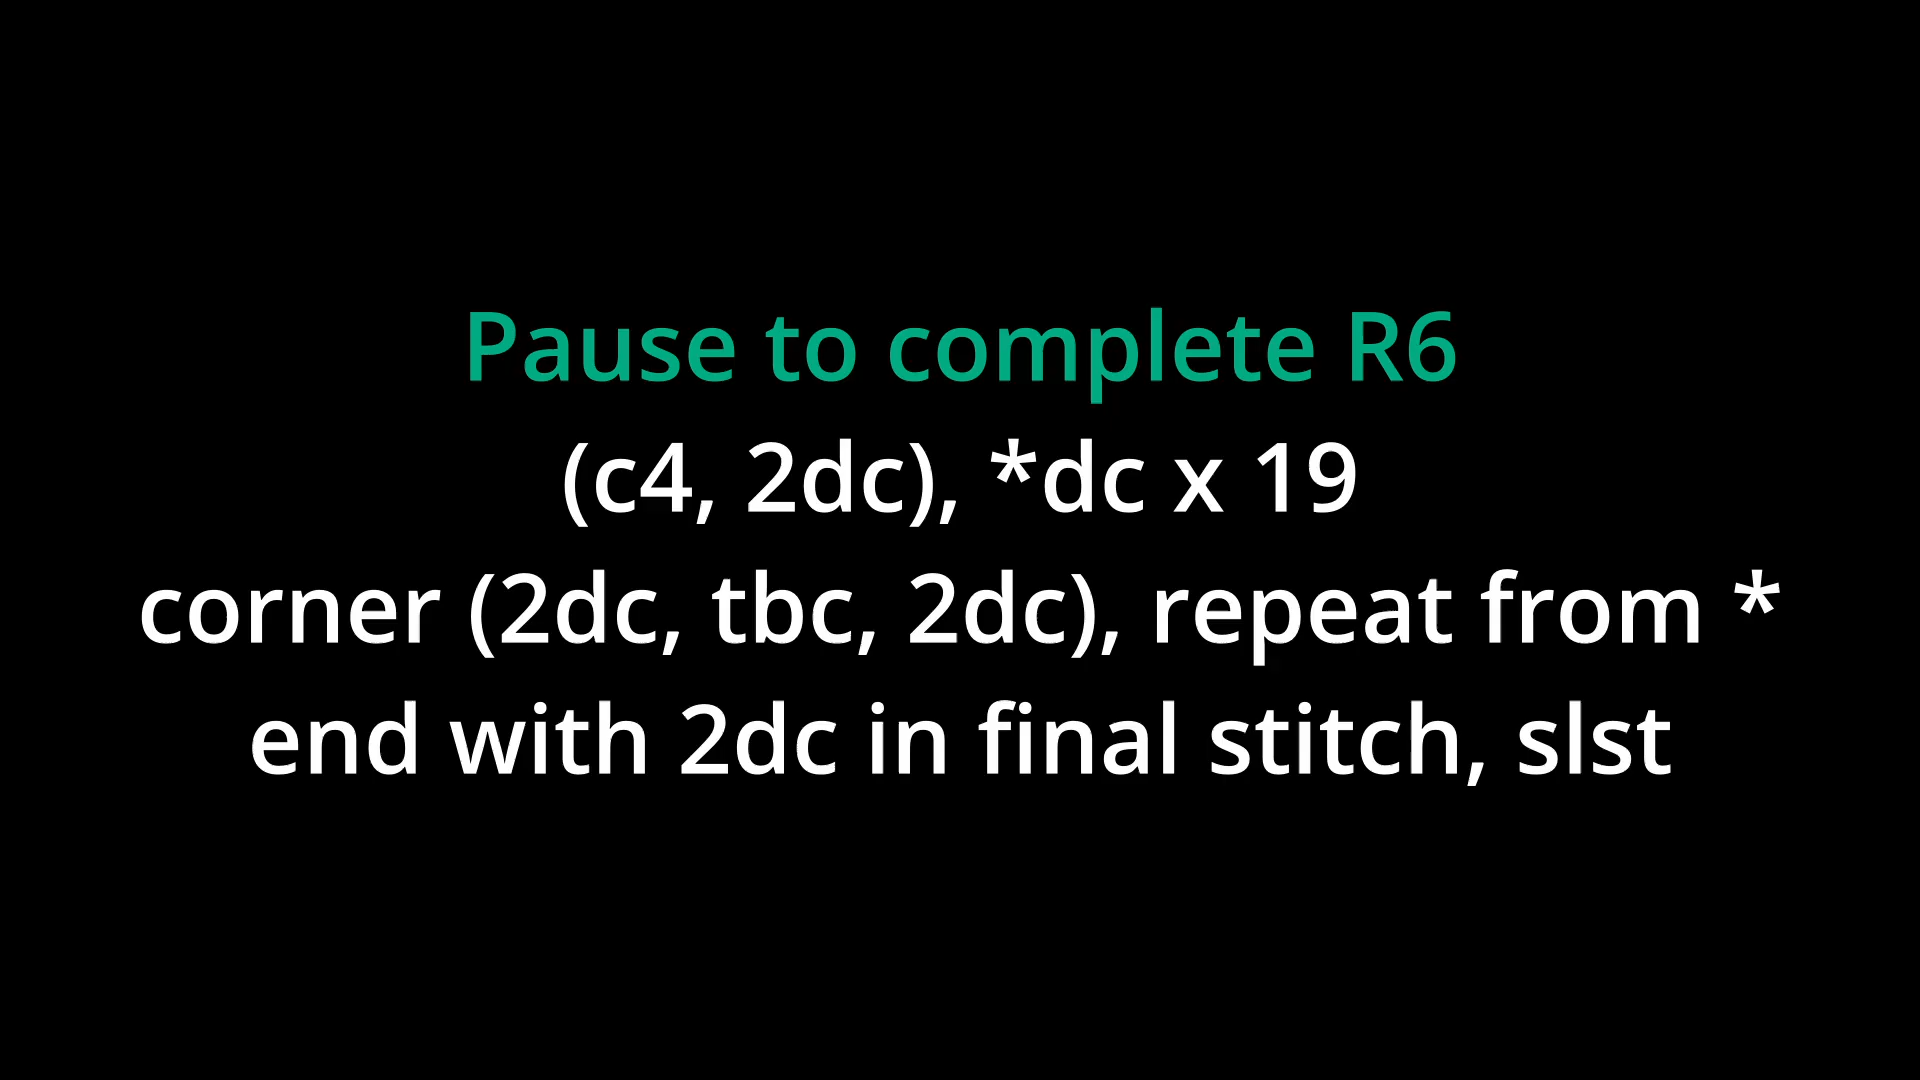 Pause to complete R6
(c4, 2dc), *dc x 19
corner (2dc, tbc, 2dc), repeat from *
end with 2dc in final stitch, slst